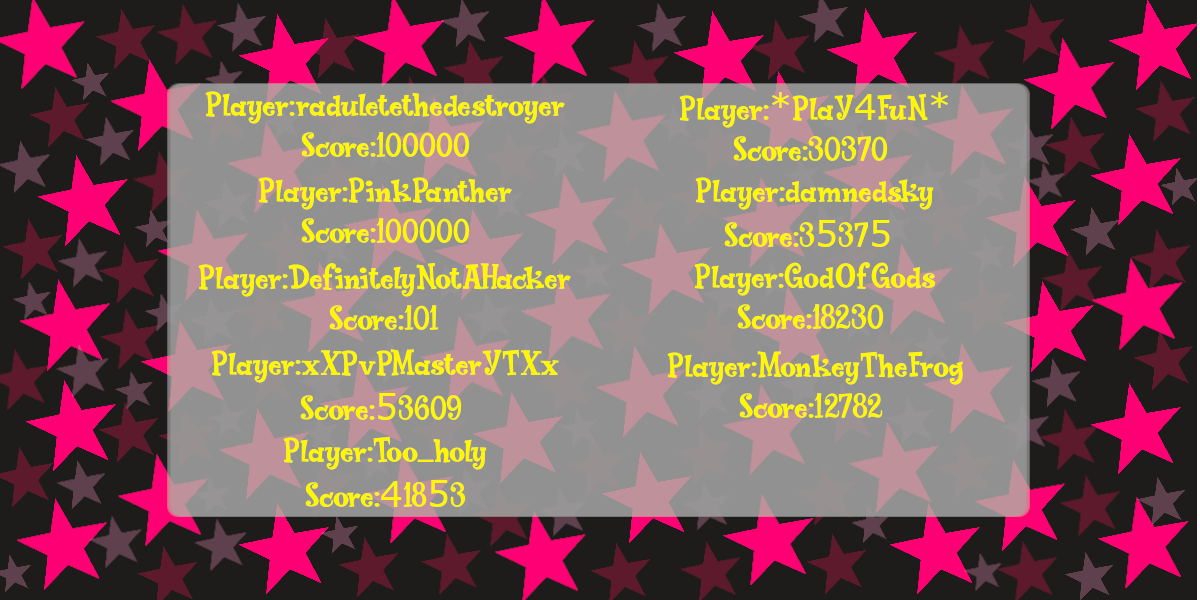 Player:raduletethedestroyer
Score:100000
Player:PinkPanther
Score:100000
Player:DefinitelyNotAHacker
Score:101
Player:xXPvPMasterYTXx
Score:53609
Player:Too_holy
Score:41853
Player:*PlaY4FuN*
Score:30370
Player:damnedsky
Score:35375
Player:GodOfGods
Score:18230
Player:MonkeyTheFrog
Score:12782